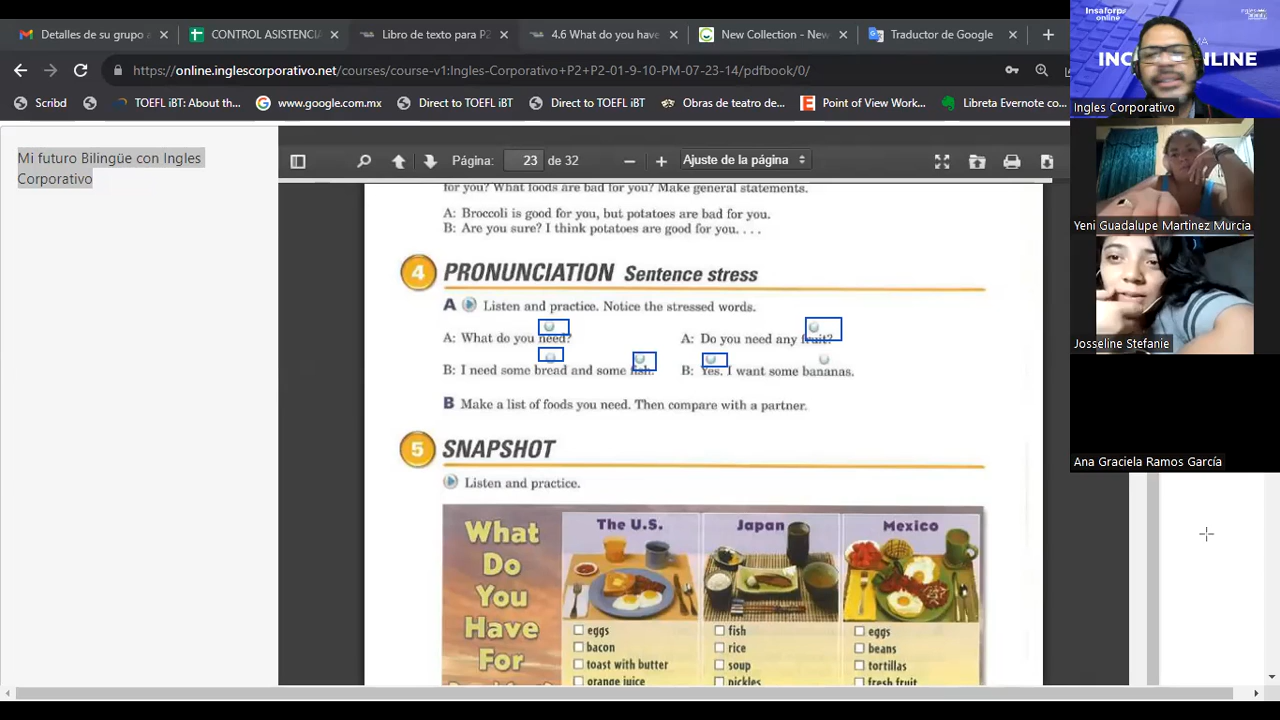 Detalles de su grupo
CONTROL ASISTENCIA
Libro de texto para P2
4.6 What do you have
New Collection - New
Traductor de Google
https://online.inglescorporativo.net/courses/course-v1:Ingles-Corporativo+P2+P2-01-9-10-PM-07-23-14/pdfbook/0/
Scribd
TOEFL iBT: About th...
www.google.com.mx
Direct to TOEFL iBT
Direct to TOEFL iBT
Obras de teatro de...
Point of View Work...
Libreta Evernote co...
Mi futuro Bilingüe con Ingles
Corporativo
Página:
23
de 32
Ajuste de la página
for you? What foods are bad for you? Make general statements.
A: Broccoli is good for you, but potatoes are bad for you.
B: Are you sure? I think potatoes are good for you. . . .
4 PRONUNCIATION Sentence stress
A Listen and practice. Notice the stressed words.
A: What do you need?
B: I need some bread and some fish.
A: Do you need any fruit?
B: Yes. I want some bananas.
B Make a list of foods you need. Then compare with a partner.
5 SNAPSHOT
Listen and practice.
What
Do
You
Have
For
The U.S.
eggs
bacon
toast with butter
orange juice
Japan
fish
rice
soup
pickles
Mexico
eggs
beans
tortillas
fresh fruit
Insaforp
online
Ingles Corporativo
Yeni Guadalupe Martinez Murcia
Josseline Stefanie
Ana Graciela Ramos García